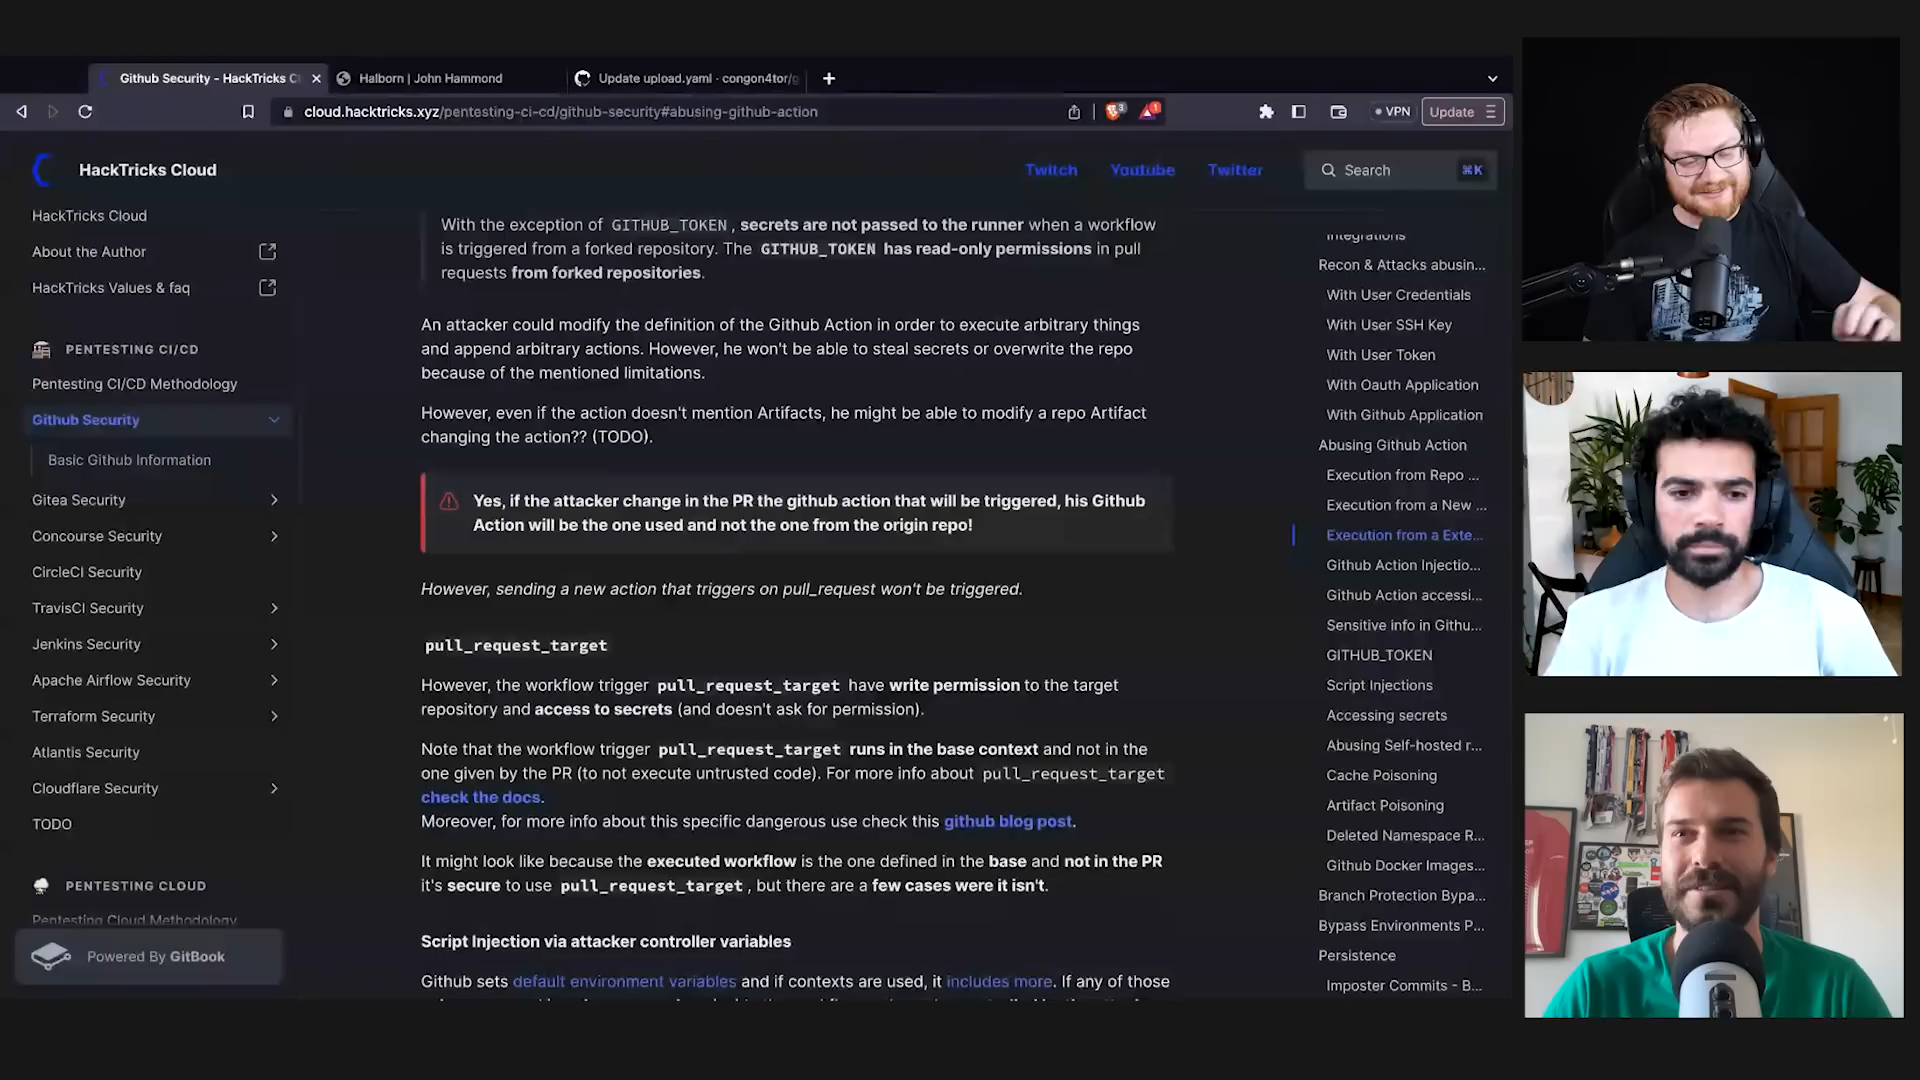 Github Security - HackTricks Cl
Halborn | John Hammond
Update upload.yaml · congon4tor/g
cloud.hacktricks.xyz/pentesting-ci-cd/github-security#abusing-github-action
3
1
VPN
Update
HackTricks Cloud
Twitch
Youtube
Twitter
Search
⌘K
HackTricks Cloud
About the Author
HackTricks Values & faq
PENTESTING CI/CD
Pentesting CI/CD Methodology
Github Security
Basic Github Information
Gitea Security
Concourse Security
CircleCI Security
TravisCI Security
Jenkins Security
Apache Airflow Security
Terraform Security
Atlantis Security
Cloudflare Security
TODO
PENTESTING CLOUD
Pentesting Cloud Methodology
Powered By GitBook
With the exception of GITHUB_TOKEN, secrets are not passed to the runner when a workflow
is triggered from a forked repository. The GITHUB_TOKEN has read-only permissions in pull
requests from forked repositories.
An attacker could modify the definition of the Github Action in order to execute arbitrary things
and append arbitrary actions. However, he won't be able to steal secrets or overwrite the repo
because of the mentioned limitations.
However, even if the action doesn't mention Artifacts, he might be able to modify a repo Artifact
changing the action?? (TODO).
Yes, if the attacker change in the PR the github action that will be triggered, his Github
Action will be the one used and not the one from the origin repo!
However, sending a new action that triggers on pull_request won't be triggered.
pull_request_target
However, the workflow trigger pull_request_target have write permission to the target
repository and access to secrets (and doesn't ask for permission).
Note that the workflow trigger pull_request_target runs in the base context and not in the
one given by the PR (to not execute untrusted code). For more info about pull_request_target
check the docs.
Moreover, for more info about this specific dangerous use check this github blog post.
It might look like because the executed workflow is the one defined in the base and not in the PR
it's secure to use pull_request_target, but there are a few cases were it isn't.
Script Injection via attacker controller variables
Github sets default environment variables and if contexts are used, it includes more. If any of those
Integrations
Recon & Attacks abusin...
With User Credentials
With User SSH Key
With User Token
With Oauth Application
With Github Application
Abusing Github Action
Execution from Repo ...
Execution from a New ...
Execution from a Exte...
Github Action Injectio...
Github Action accessi...
Sensitive info in Githu...
GITHUB_TOKEN
Script Injections
Accessing secrets
Abusing Self-hosted r...
Cache Poisoning
Artifact Poisoning
Deleted Namespace R...
Github Docker Images...
Branch Protection Bypa...
Bypass Environments P...
Persistence
Imposter Commits - B...
NASA